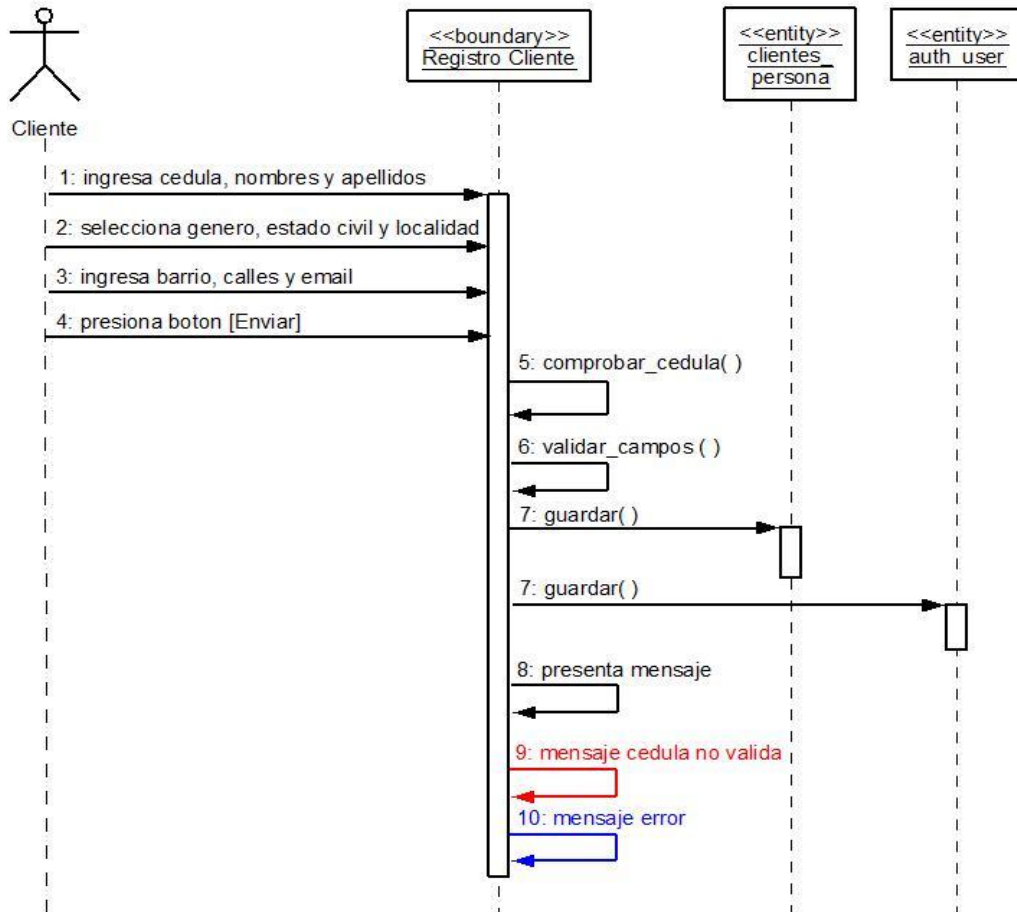 <<boundary>>
Registro Cliente
<<entity>>
clientes_
persona
<<entity>>
auth_user
Cliente
1: ingresa cedula, nombres y apellidos
2: selecciona genero, estado civil y localidad
3: ingresa barrio, calles y email
4: presiona boton [Enviar]
5: comprobar_cedula( )
6: validar_campos ( )
7: guardar( )
7: guardar( )
8: presenta mensaje
9: mensaje cedula no valida
10: mensaje error